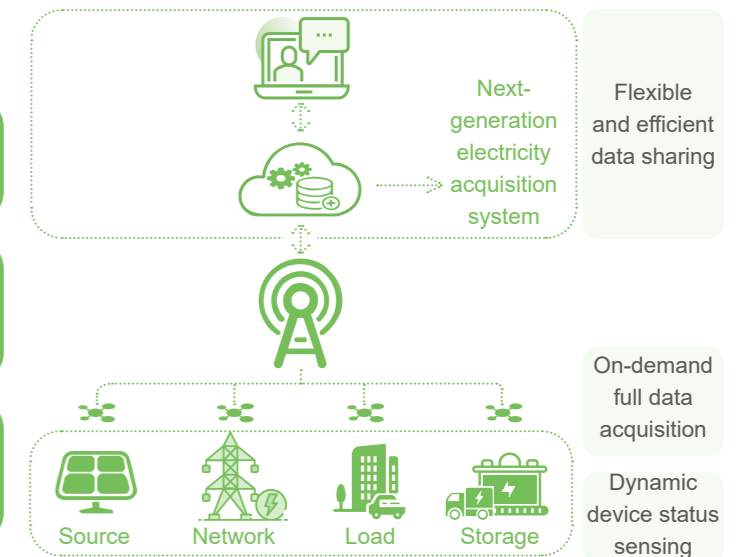 Next-
generation
electricity
acquisition
system
Flexible
and efficient
data sharing
On-demand
full data
acquisition
Source
Network
Load
Storage
Dynamic
device status
sensing